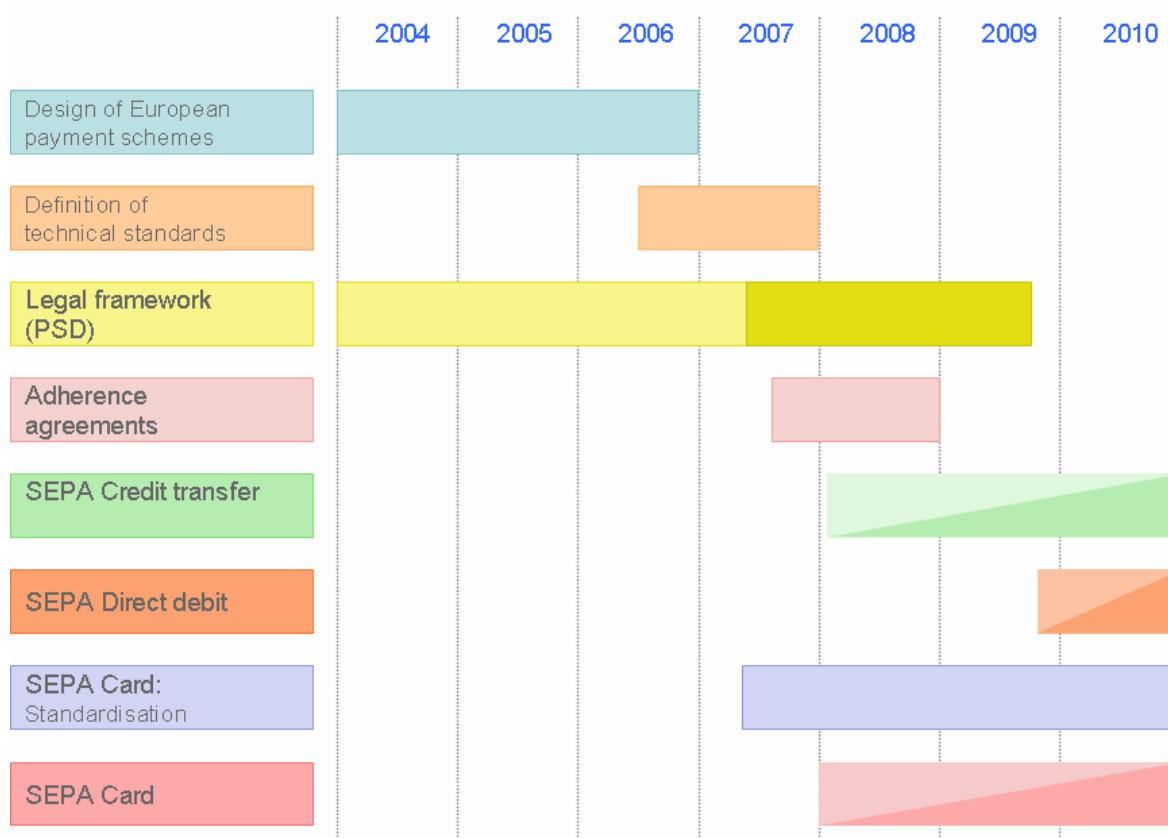 2004 2005 2006 2007 2008 2009 2010
Design of European
payment schemes
Definition of
technical standards
Legal framework
(PSD)
Adherence
agreements
SEPA Credit transfer
SEPA Direct debit
SEPA Card:
Standardisation
SEPA Card